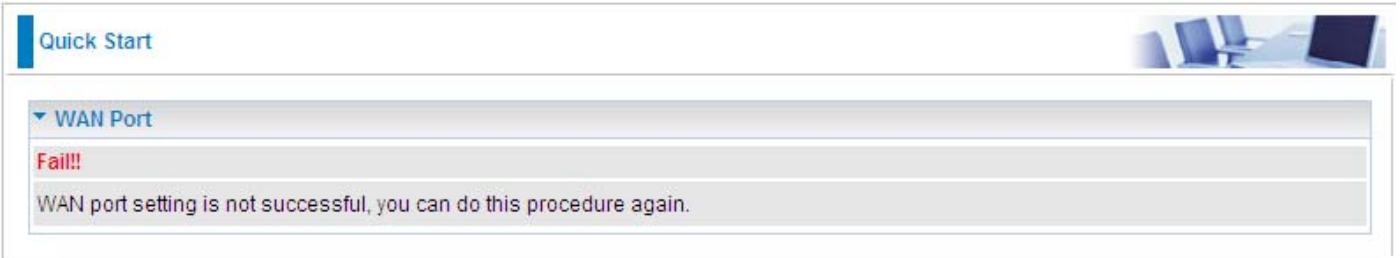 Quick Start
WAN Port
Fail!!
WAN port setting is not successful, you can do this procedure again.